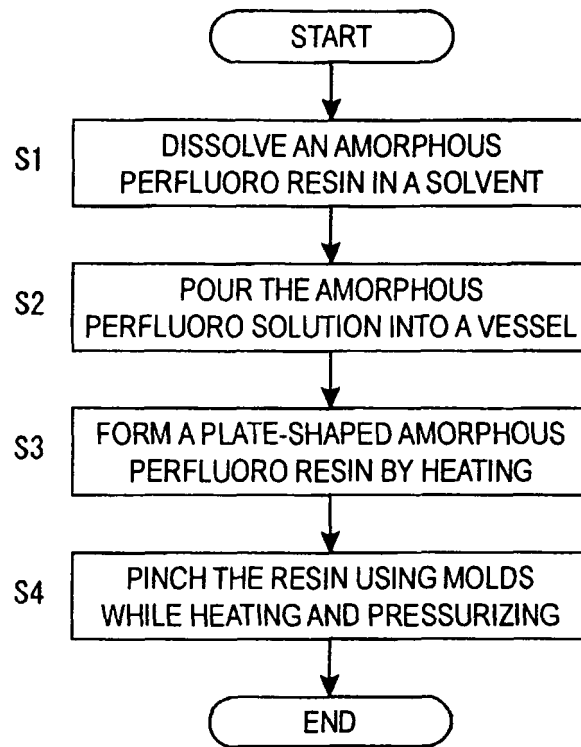 START
S1
DISSOLVE AN AMORPHOUS
PERFLUORO RESIN IN A SOLVENT
S2
POUR THE AMORPHOUS
PERFLUORO SOLUTION INTO A VESSEL
S3
FORM A PLATE-SHAPED AMORPHOUS
PERFLUORO RESIN BY HEATING
S4
PINCH THE RESIN USING MOLDS
WHILE HEATING AND PRESSURIZING
END